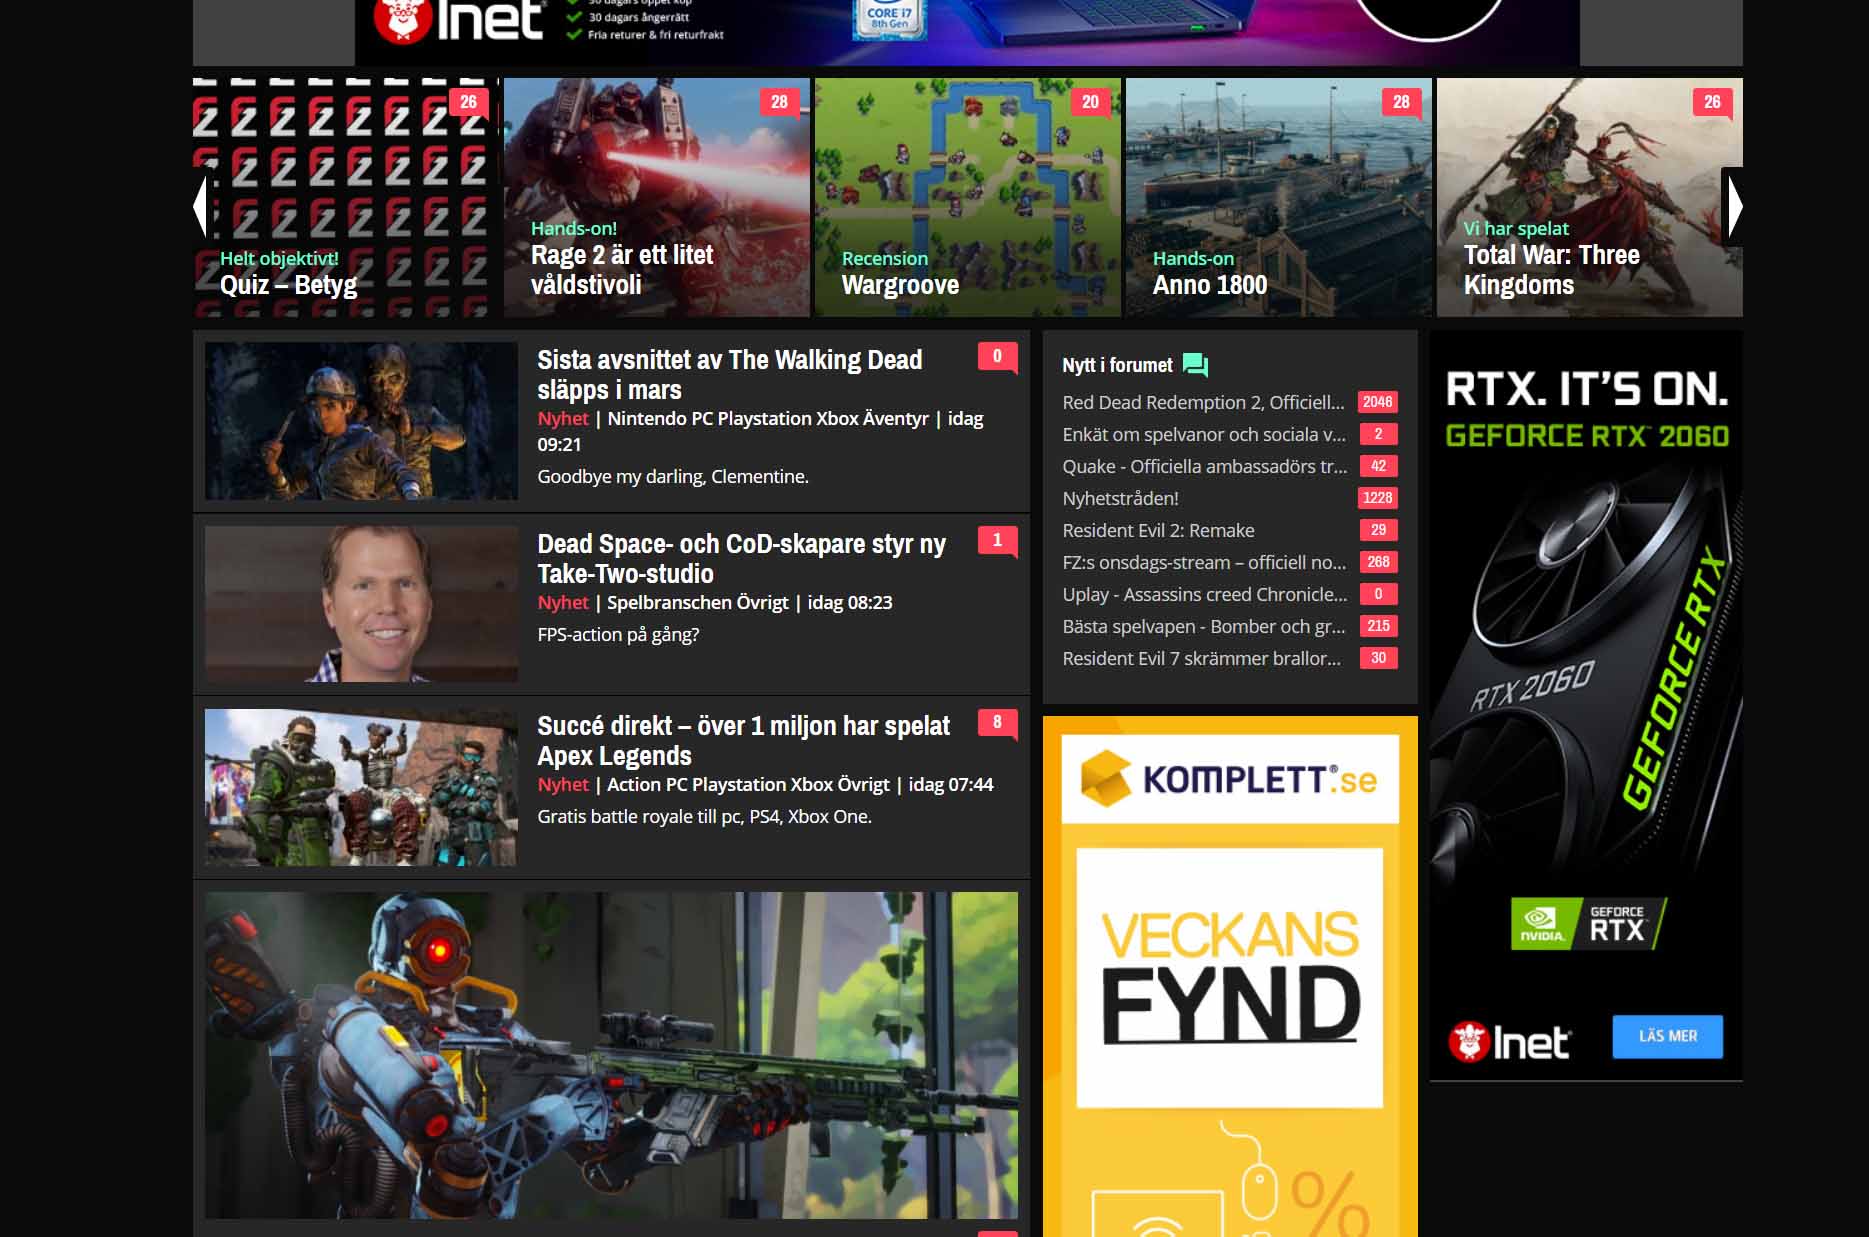 Inet
30 dagars öppet köp
30 dagars ångerrätt
Fria returer & fri returfrakt
CORE i7
8th Gen
26
Helt objektivt!
Quiz – Betyg
28
Hands-on!
Rage 2 är ett litet
våldstivoli
20
Recension
Wargroove
28
Hands-on
Anno 1800
26
Vi har spelat
Total War: Three
Kingdoms
Sista avsnittet av The Walking Dead
släpps i mars
0
Nyhet | Nintendo PC Playstation Xbox Äventyr | idag
09:21
Goodbye my darling, Clementine.
Dead Space- och CoD-skapare styr ny
Take-Two-studio
1
Nyhet | Spelbranschen Övrigt | idag 08:23
FPS-action på gång?
Succé direkt – över 1 miljon har spelat
Apex Legends
8
Nyhet | Action PC Playstation Xbox Övrigt | idag 07:44
Gratis battle royale till pc, PS4, Xbox One.
Nytt i forumet
Red Dead Redemption 2, Officiell... 2046
Enkät om spelvanor och sociala v... 2
Quake - Officiella ambassadörs tr... 42
Nyhetstråden! 1228
Resident Evil 2: Remake 29
FZ:s onsdags-stream – officiell no... 268
Uplay - Assassins creed Chronicle... 0
Bästa spelvapen - Bomber och gr... 215
Resident Evil 7 skrämmer brallor... 30
KOMPLETT®.se
VECKANS
FYND
%
RTX. IT'S ON.
GEFORCE RTX™ 2060
RTX 2060
GEFORCE RTX
NVIDIA.
GEFORCE
RTX™
Inet
LÄS MER